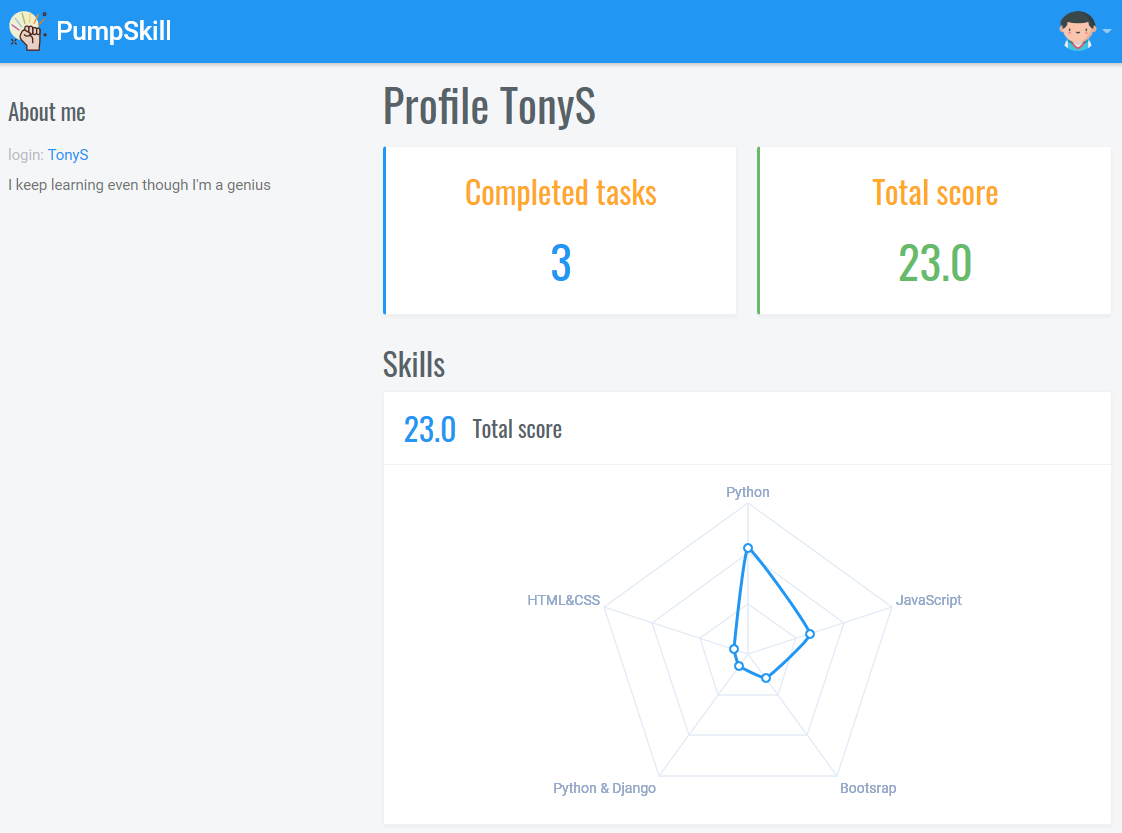 PumpSkill
About me
login: TonyS
I keep learning even though I'm a genius
Profile TonyS
Completed tasks
3
Total score
23.0
Skills
23.0 Total score
Python
HTML&CSS
JavaScript
Python & Django
Bootsrap